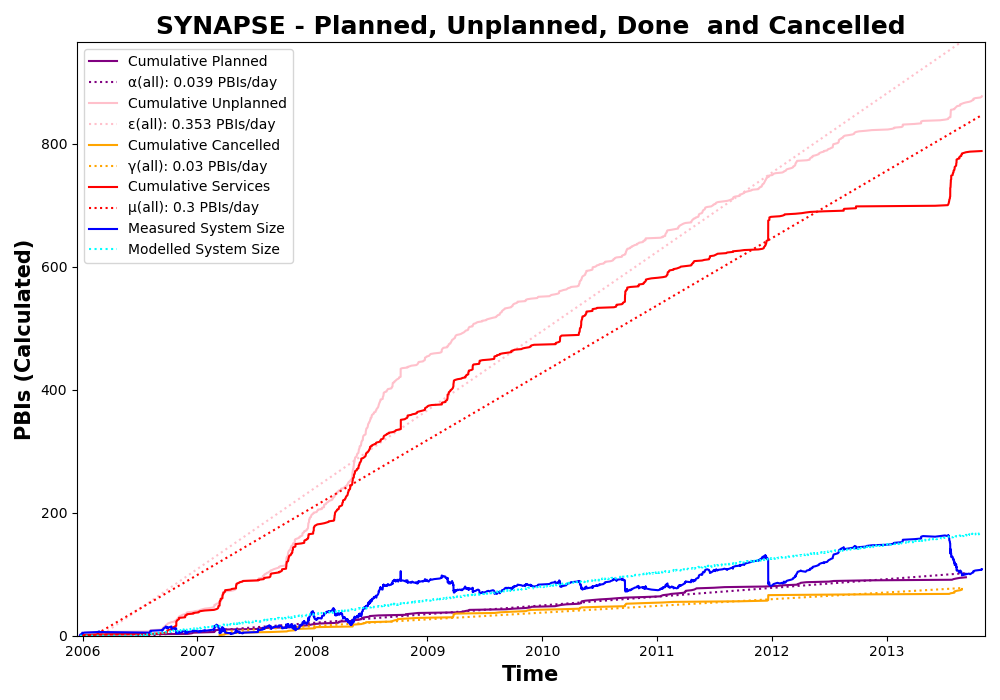 SYNAPSE - Planned, Unplanned, Done  and Cancelled
Cumulative Planned
α(all): 0.039 PBIs/day
Cumulative Unplanned
ε(all): 0.353 PBIs/day
Cumulative Cancelled
γ(all): 0.03 PBIs/day
Cumulative Services
μ(all): 0.3 PBIs/day
Measured System Size
Modelled System Size
PBIs (Calculated)
800
600
400
200
0
2006 2007 2008 2009 2010 2011 2012 2013
Time